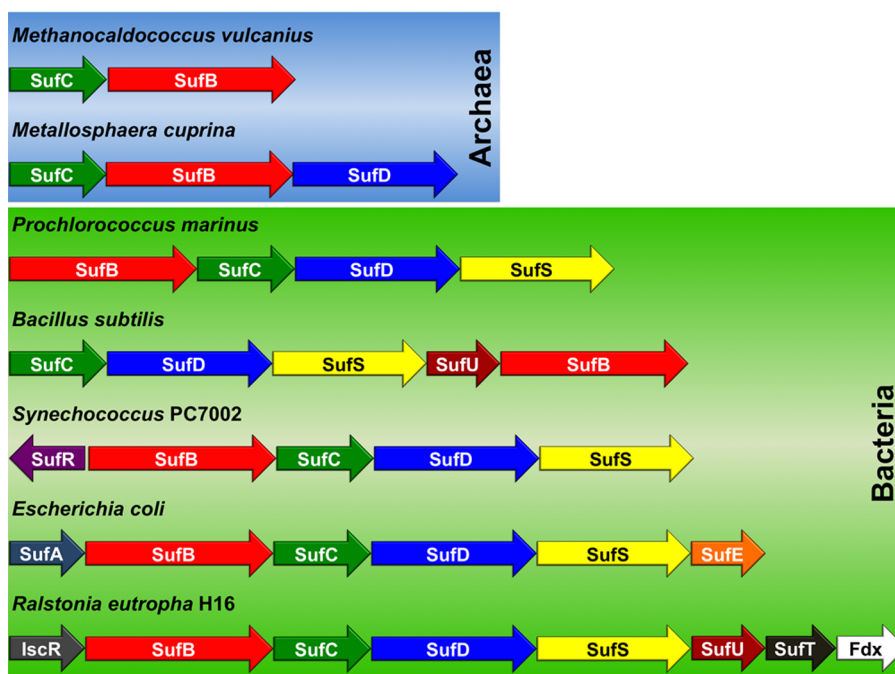 Methanocaldococcus vulcanius
SufC SufB
Metallosphaera cuprina
SufC SufB SufD
Archaea
Prochlorococcus marinus
SufB SufC SufD SufS
Bacillus subtilis
SufC SufD SufS SufU SufB
Synechococcus PC7002
SufR SufB SufC SufD SufS
Escherichia coli
SufA SufB SufC SufD SufS SufE
Ralstonia eutropha H16
IscR SufB SufC SufD SufS SufU SufT Fdx
Bacteria